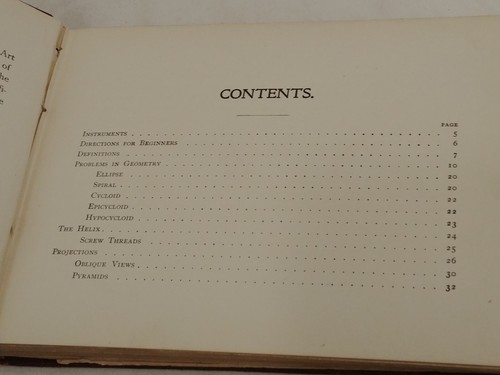 Art
of
the
fi-
e
CONTENTS.
PAGE
INSTRUMENTS 5
DIRECTIONS FOR BEGINNERS 6
DEFINITIONS 7
PROBLEMS IN GEOMETRY 10
ELLIPSE 20
SPIRAL 20
CYCLOID 22
EPICYCLOID 22
HYPOCYCLOID 23
THE HELIX 24
SCREW THREADS 25
PROJECTIONS 26
OBLIQUE VIEWS 30
PYRAMIDS 32